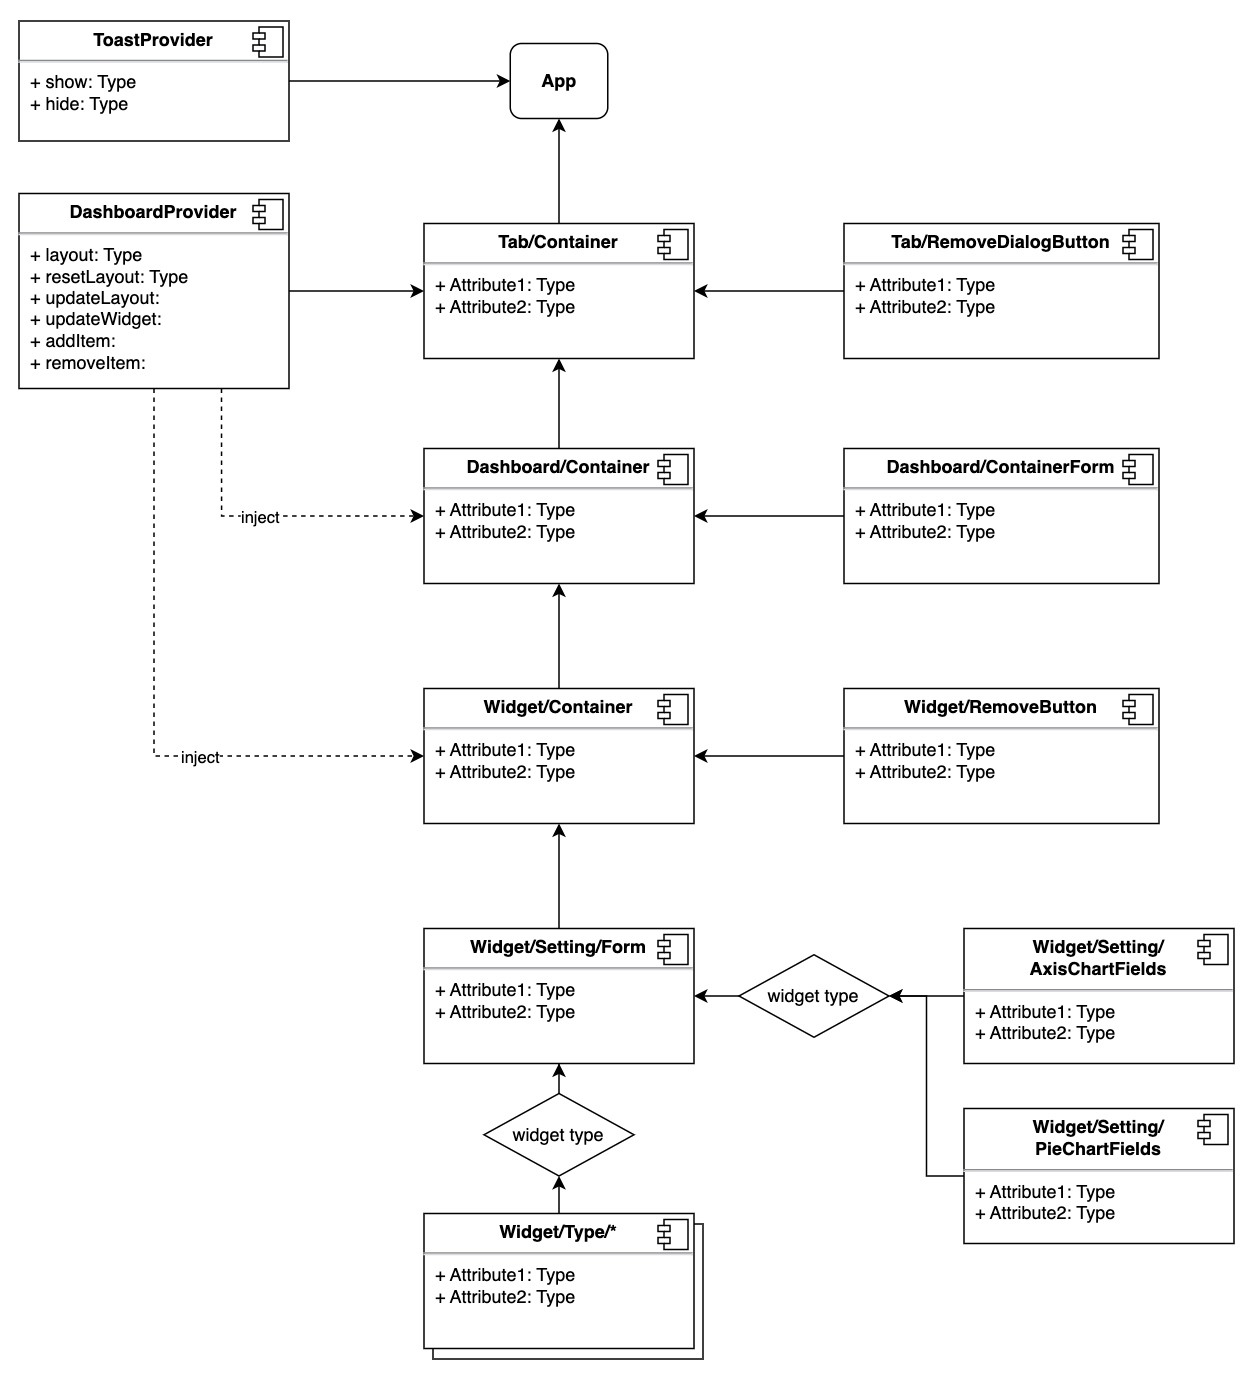 ToastProvider
+ show: Type
+ hide: Type
App
DashboardProvider
+ layout: Type
+ resetLayout: Type
+ updateLayout:
+ updateWidget:
+ addItem:
+ removeItem:
Tab/Container
+ Attribute1: Type
+ Attribute2: Type
Tab/RemoveDialogButton
+ Attribute1: Type
+ Attribute2: Type
Dashboard/Container
+ Attribute1: Type
+ Attribute2: Type
Dashboard/ContainerForm
+ Attribute1: Type
+ Attribute2: Type
inject
Widget/Container
+ Attribute1: Type
+ Attribute2: Type
Widget/RemoveButton
+ Attribute1: Type
+ Attribute2: Type
inject
Widget/Setting/Form
+ Attribute1: Type
+ Attribute2: Type
widget type
Widget/Setting/
AxisChartFields
+ Attribute1: Type
+ Attribute2: Type
widget type
Widget/Setting/
PieChartFields
+ Attribute1: Type
+ Attribute2: Type
Widget/Type/*
+ Attribute1: Type
+ Attribute2: Type